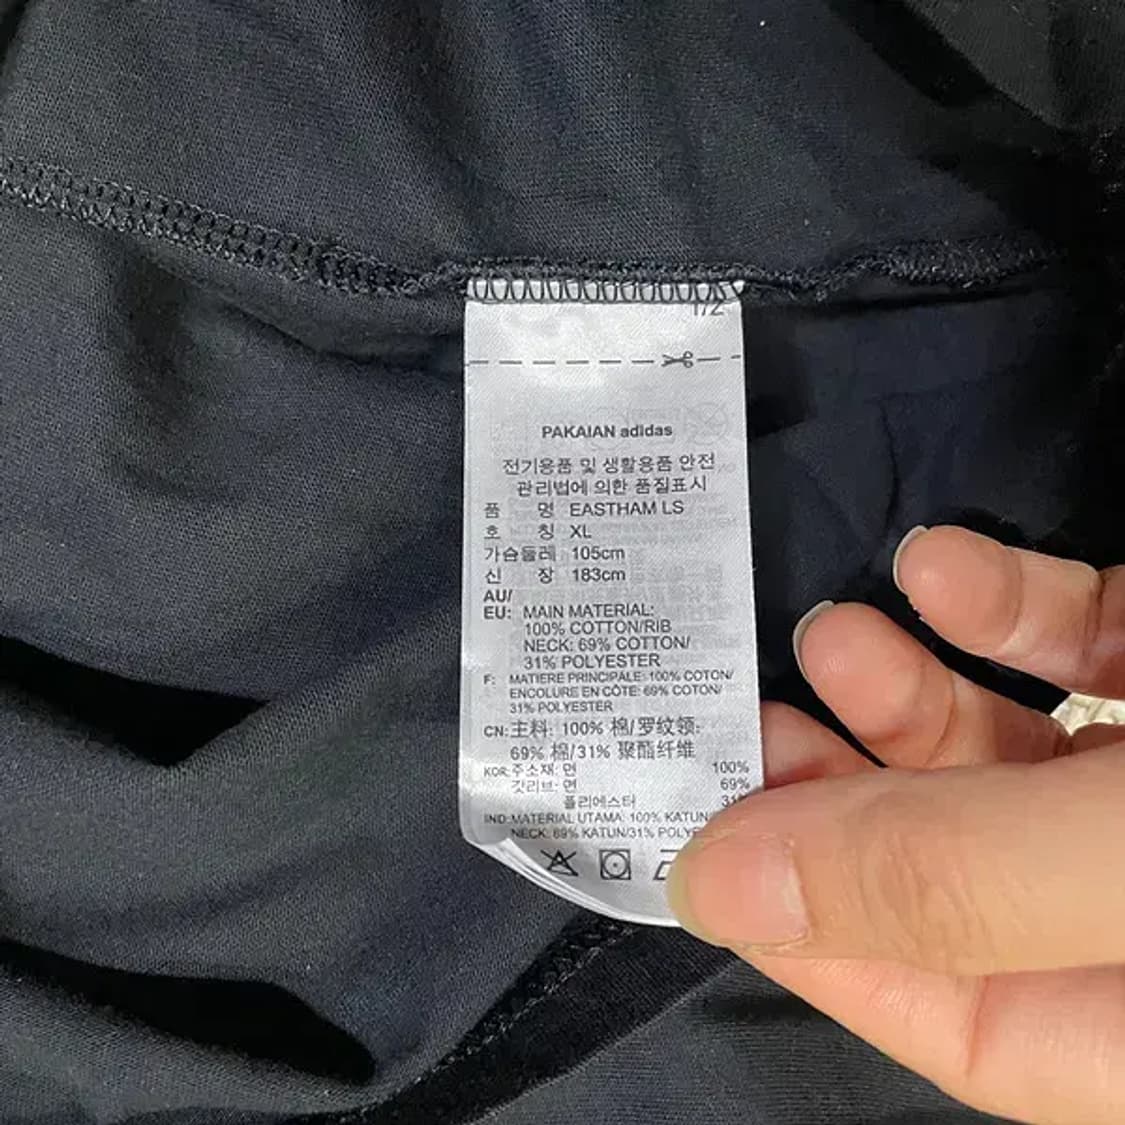 1/2
PAKAIAN adidas
전기용품 및 생활용품 안전
관리법에 의한 품질표시
품 명 EASTHAM LS
호 칭 XL
가슴둘레 105cm
신 장 183cm
AU/
EU: MAIN MATERIAL:
100% COTTON/RIB
NECK: 69% COTTON/
31% POLYESTER
F: MATIERE PRINCIPALE: 100% COTON/
ENCOLURE EN CÔTE: 69% COTON/
31% POLYESTER
CN: 主料: 100% 棉/罗纹领:
69% 棉/31% 聚酯纤维
KOR: 주소재: 면 100%
깃리브: 면 69%
폴리에스터
IND: MATERIAL UTAMA: 100% KATUN/
NECK: 69% KATUN/31%